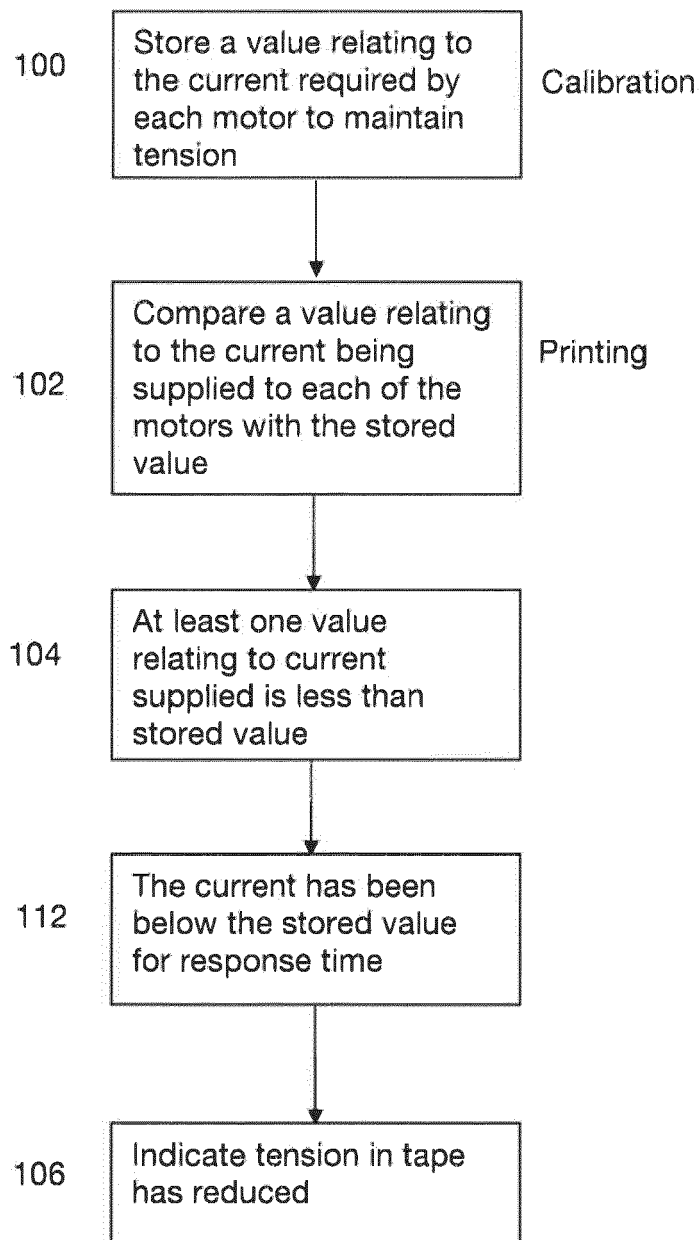 100
Store a value relating to
the current required by
each motor to maintain
tension
Calibration
102
Compare a value relating
to the current being
supplied to each of the
motors with the stored
value
Printing
104
At least one value
relating to current
supplied is less than
stored value
112
The current has been
below the stored value
for response time
106
Indicate tension in tape
has reduced